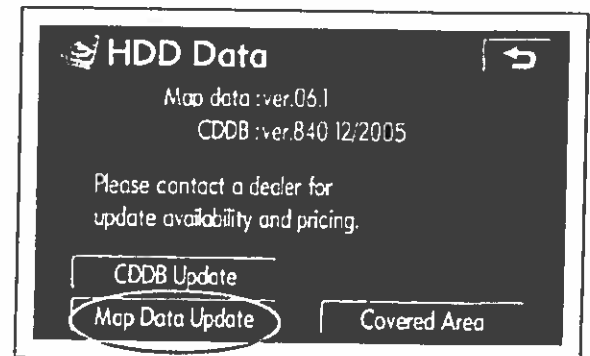 HDD Data
Map data :ver.06.1
CDDB :ver.840 12/2005
Please contact a dealer for
update availability and pricing.
CDDB Update
Map Data Update
Covered Area